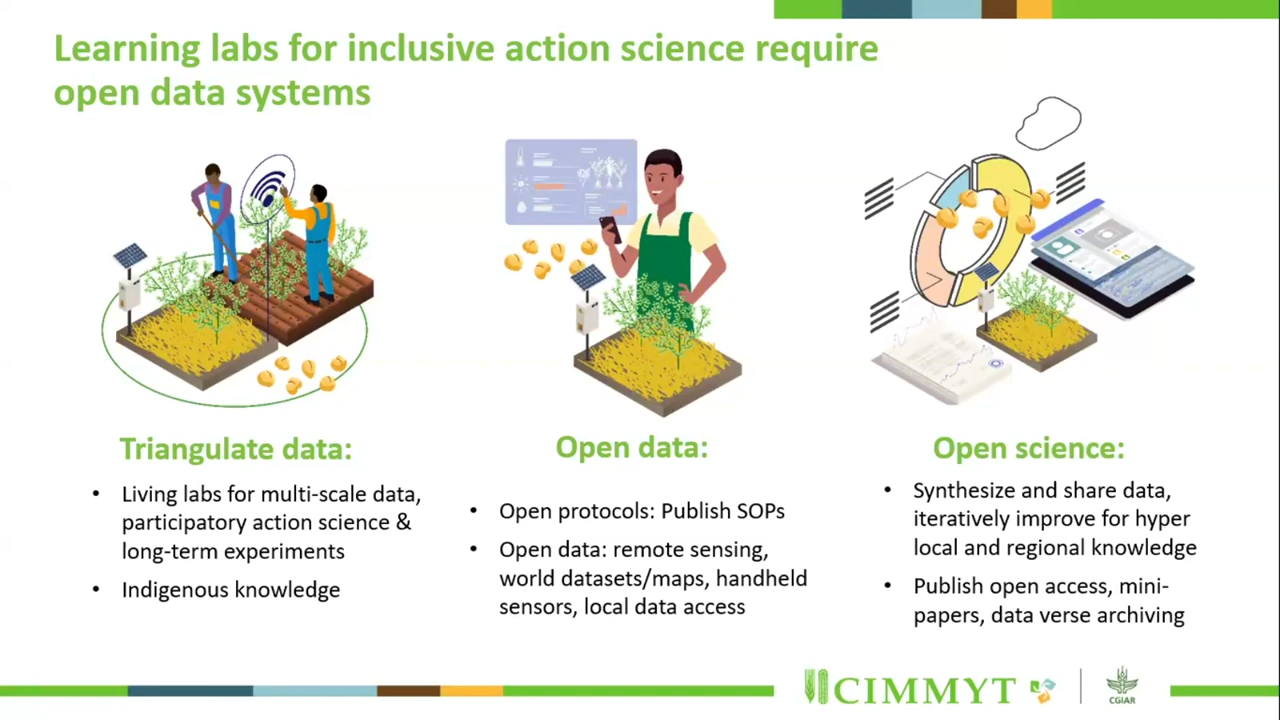 Learning labs for inclusive action science require
open data systems
Triangulate data:
• Living labs for multi-scale data,
participatory action science &
long-term experiments
• Indigenous knowledge
Open data:
• Open protocols: Publish SOPs
• Open data: remote sensing,
world datasets/maps, handheld
sensors, local data access
Open science:
• Synthesize and share data,
iteratively improve for hyper
local and regional knowledge
• Publish open access, mini-
papers, data verse archiving
CIMMYT
CGIAR